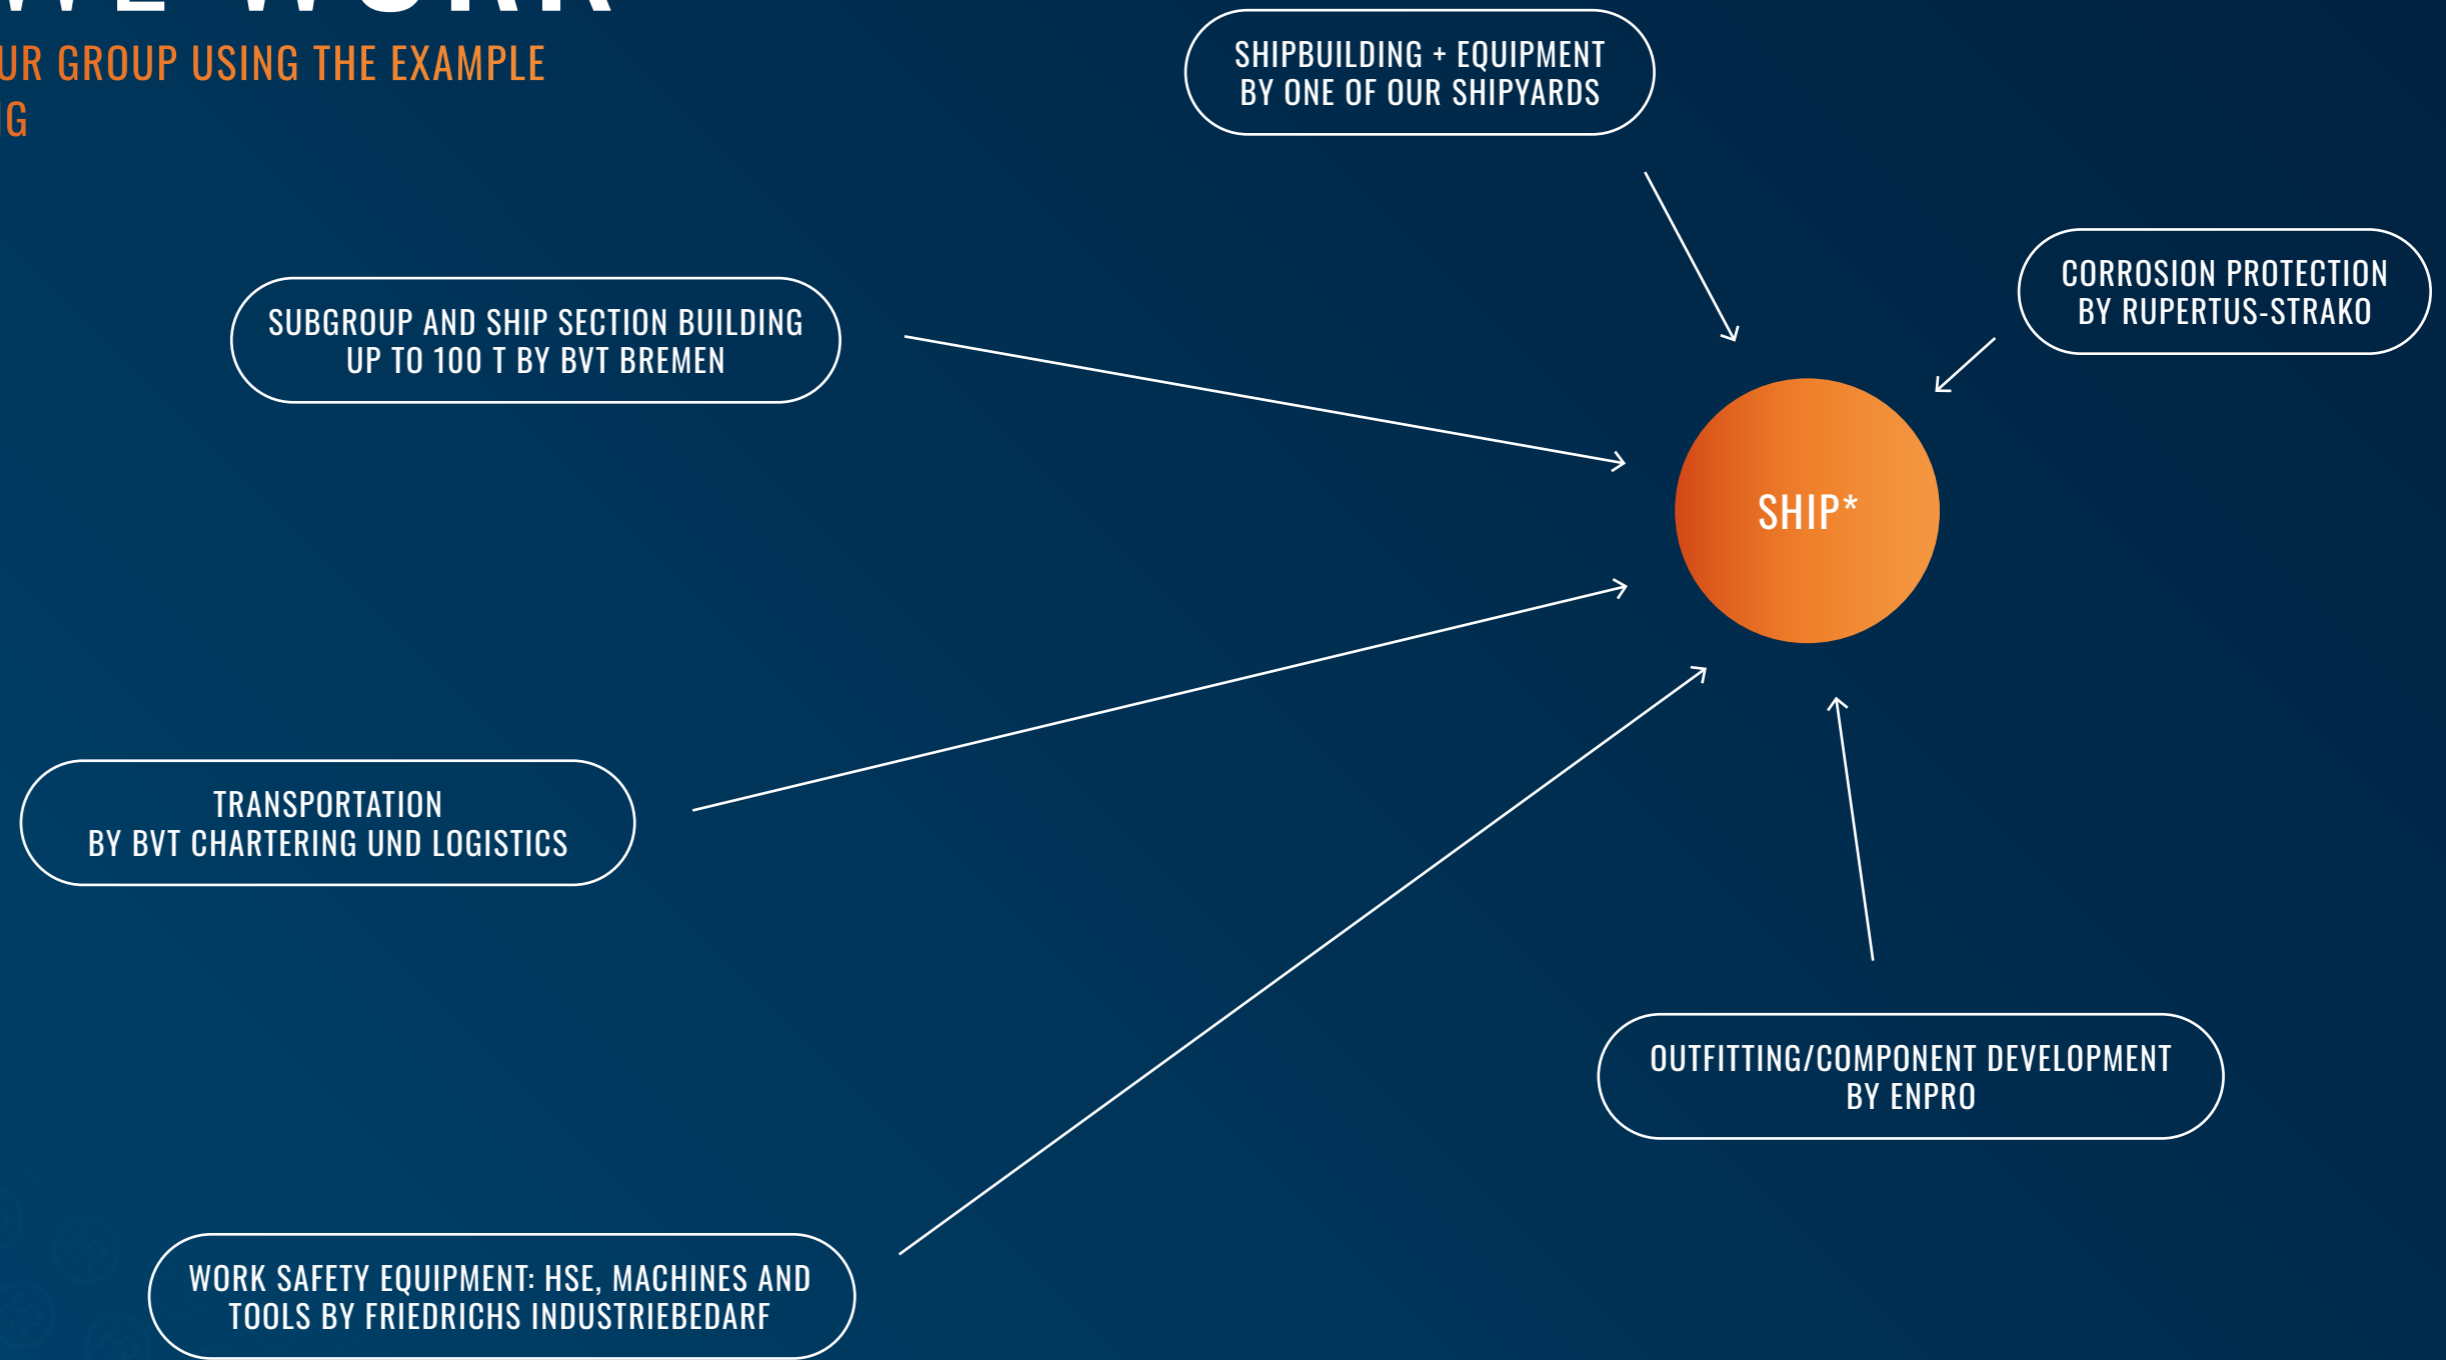 WE WORK
UR GROUP USING THE EXAMPLE
G
SHIPBUILDING + EQUIPMENT
BY ONE OF OUR SHIPYARDS
CORROSION PROTECTION
BY RUPERTUS-STRAKO
SUBGROUP AND SHIP SECTION BUILDING
UP TO 100 T BY BVT BREMEN
SHIP*
TRANSPORTATION
BY BVT CHARTERING UND LOGISTICS
OUTFITTING/COMPONENT DEVELOPMENT
BY ENPRO
WORK SAFETY EQUIPMENT: HSE, MACHINES AND
TOOLS BY FRIEDRICHS INDUSTRIEBEDARF